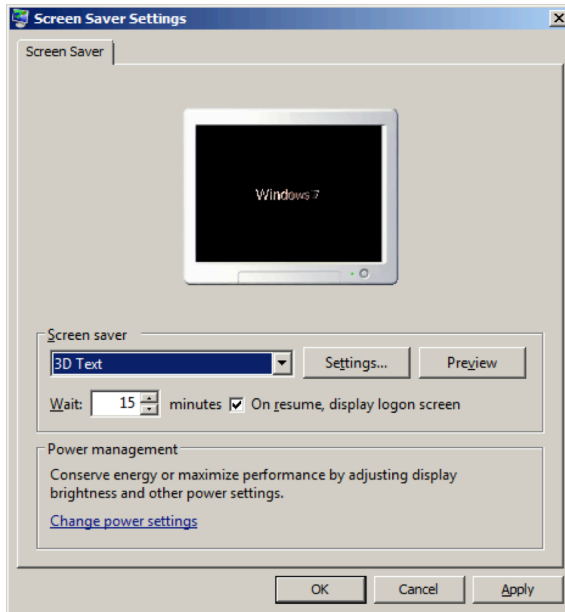 Screen Saver Settings
Screen Saver
Windows 7
Screen saver
3D Text
Settings...
Preview
Wait: 15 minutes On resume, display logon screen
Power management
Conserve energy or maximize performance by adjusting display
brightness and other power settings.
Change power settings
OK Cancel Apply